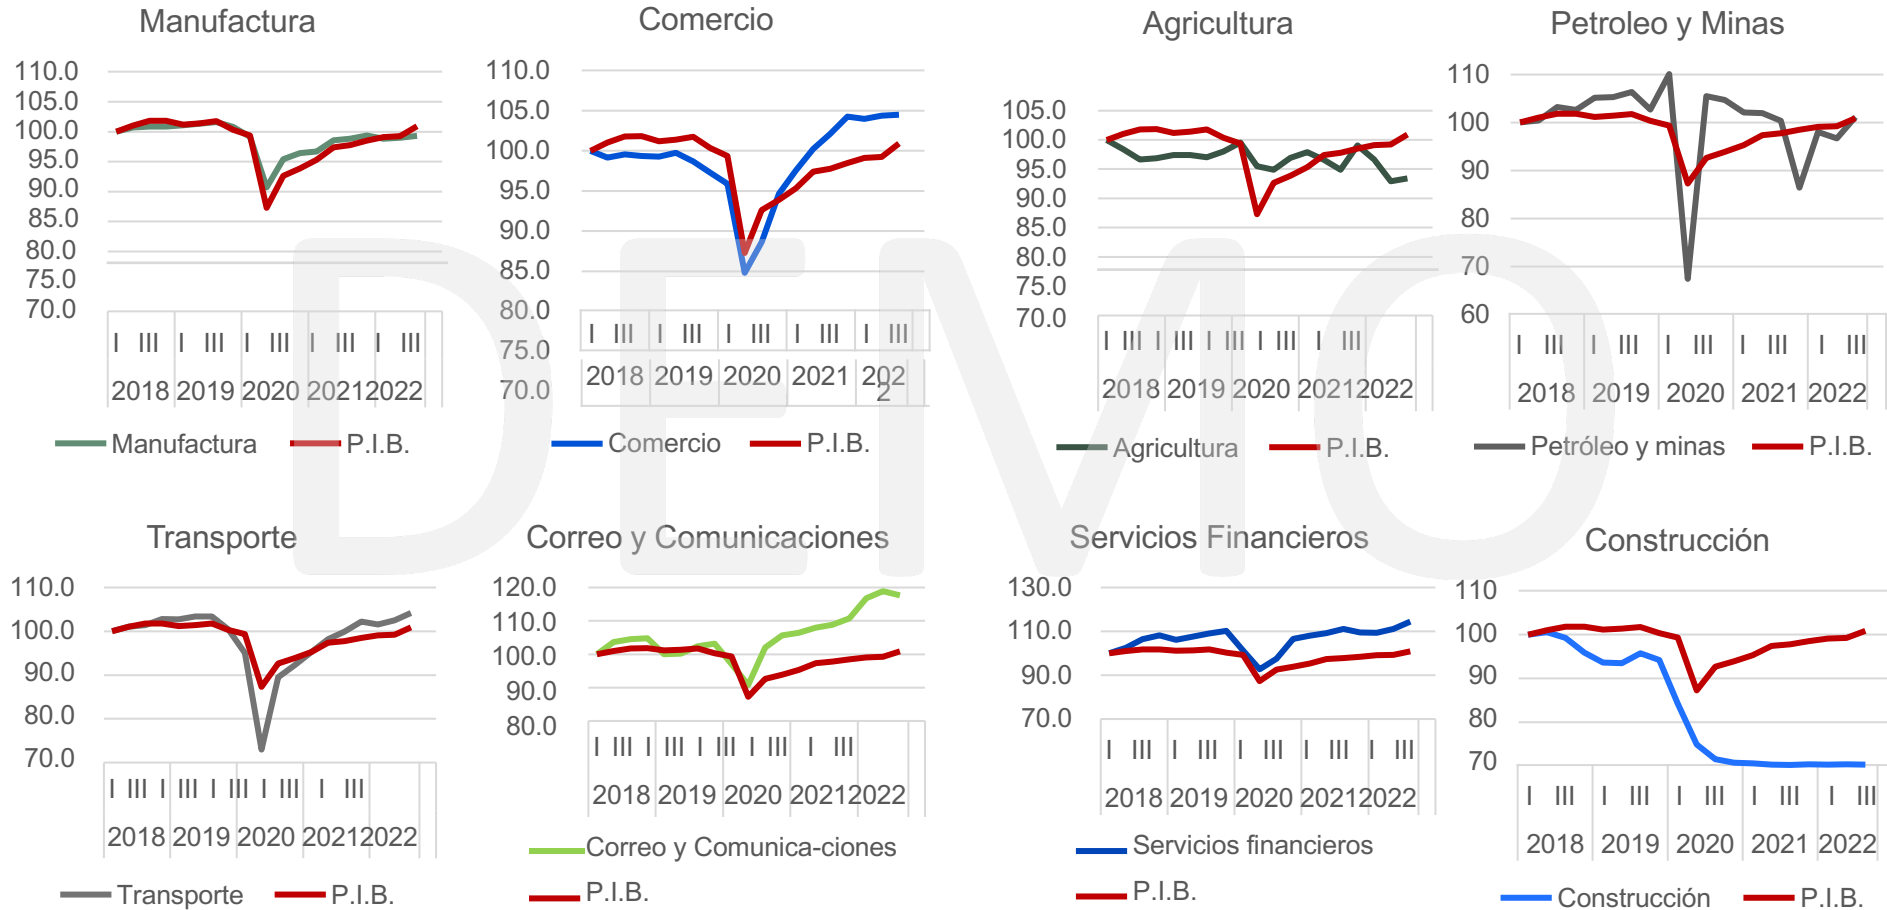 Manufactura
110.0
105.0
100.0
95.0
90.0
85.0
80.0
75.0
70.0
I III I III I III I III I III
2018 2019 2020 2021 2022
Manufactura P.I.B.
Comercio
110.0
105.0
100.0
95.0
90.0
85.0
80.0
75.0
70.0
I III I III I III I III I III
2018 2019 2020 2021 202
2
Comercio P.I.B.
Agricultura
105.0
100.0
95.0
90.0
85.0
80.0
75.0
70.0
I III I III I III I III I III
2018 2019 2020 2021 2022
Agricultura P.I.B.
Petroleo y Minas
110
100
90
80
70
60
I III I III I III I III I III
2018 2019 2020 2021 2022
Petróleo y minas P.I.B.
DEMO
Transporte
110.0
100.0
90.0
80.0
70.0
I III I III I III I III I III
2018 2019 2020 2021 2022
Transporte P.I.B.
Correo y Comunicaciones
120.0
110.0
100.0
90.0
80.0
I III I III I III I III I III
2018 2019 2020 2021 2022
Correo y Comunica-ciones
P.I.B.
Servicios Financieros
130.0
110.0
90.0
70.0
I III I III I III I III I III
2018 2019 2020 2021 2022
Servicios financieros
P.I.B.
Construcción
110
100
90
80
70
I III I III I III I III I III
2018 2019 2020 2021 2022
Construcción P.I.B.